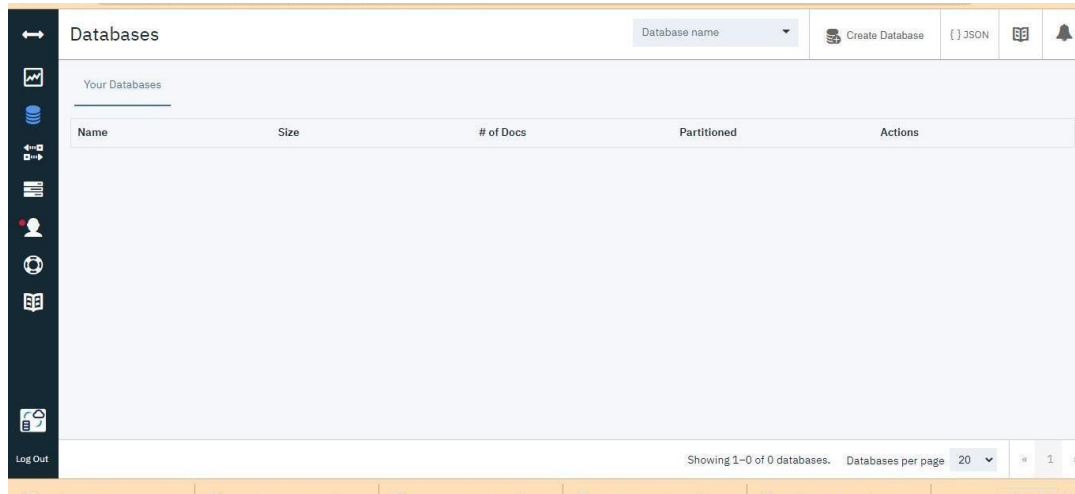 Databases
Database name
Create Database
{ } JSON
Your Databases
Name Size # of Docs Partitioned Actions
Log Out
Showing 1–0 of 0 databases. Databases per page 20 « 1